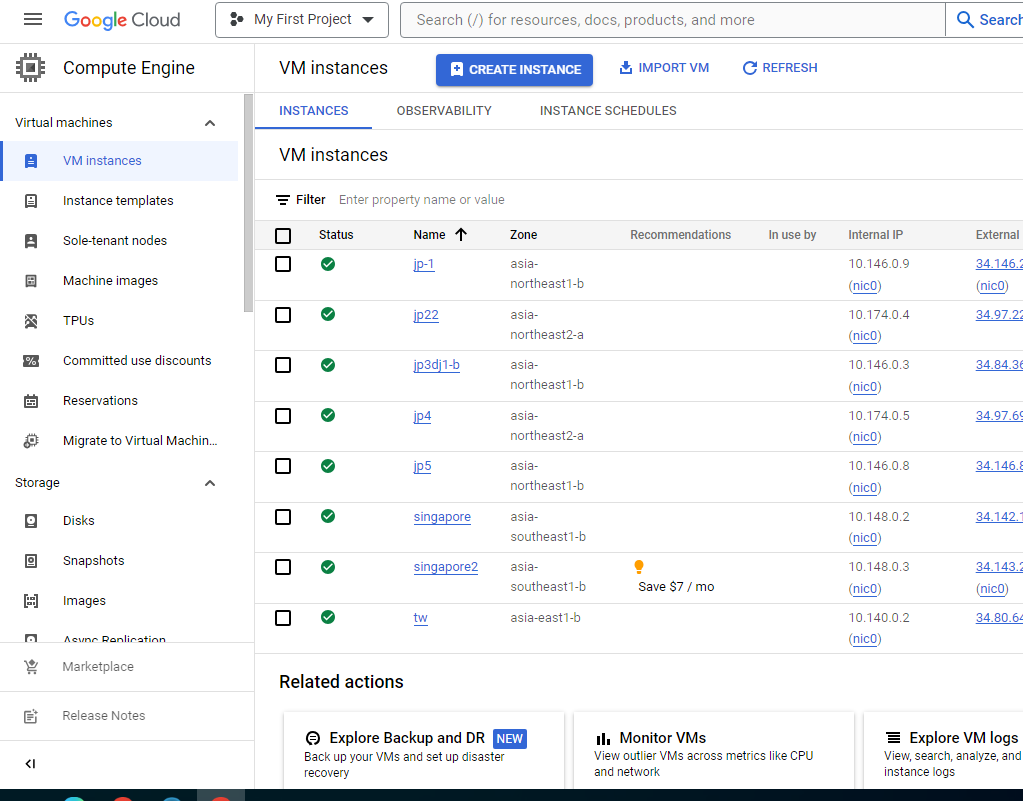 Google Cloud
My First Project
Search (/) for resources, docs, products, and more
Search
Compute Engine
VM instances
CREATE INSTANCE
IMPORT VM
REFRESH
Virtual machines
VM instances
Instance templates
Sole-tenant nodes
Machine images
TPUs
Committed use discounts
Reservations
Migrate to Virtual Machin...
Storage
Disks
Snapshots
Images
Async Replication
Marketplace
Release Notes
INSTANCES OBSERVABILITY INSTANCE SCHEDULES
VM instances
Filter Enter property name or value
Status Name Zone Recommendations In use by Internal IP External
jp-1 asia- 10.146.0.9 34.146.2
northeast1-b (nic0) (nic0)
jp22 asia- 10.174.0.4 34.97.22
northeast2-a (nic0)
jp3dj1-b asia- 10.146.0.3 34.84.36
northeast1-b (nic0)
jp4 asia- 10.174.0.5 34.97.69
northeast2-a (nic0)
jp5 asia- 10.146.0.8 34.146.8
northeast1-b (nic0)
singapore asia- 10.148.0.2 34.142.1
southeast1-b (nic0)
singapore2 asia- 10.148.0.3 34.143.2
southeast1-b Save $7 / mo (nic0) (nic0)
tw asia-east1-b 10.140.0.2 34.80.64
(nic0)
Related actions
Explore Backup and DR NEW
Back up your VMs and set up disaster
recovery
Monitor VMs
View outlier VMs across metrics like CPU
and network
Explore VM logs
View, search, analyze, and
instance logs